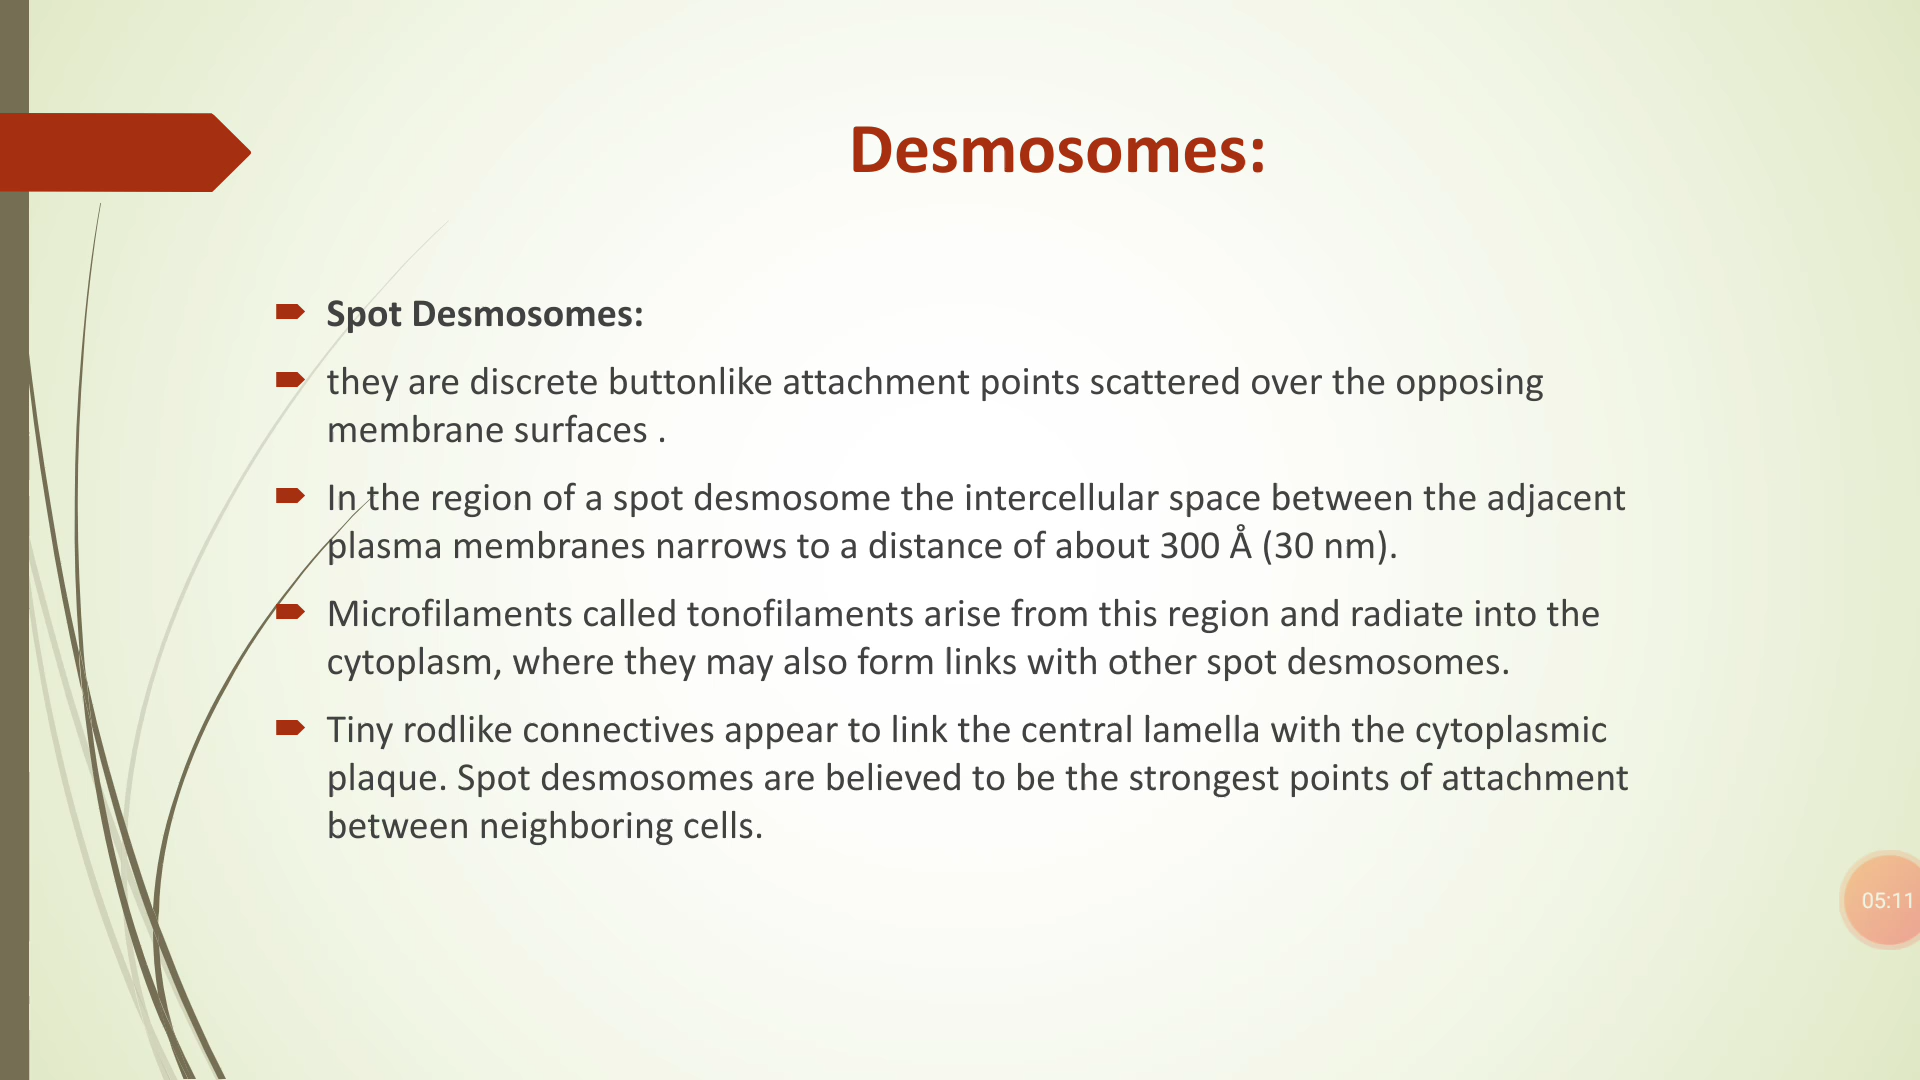 Desmosomes:
Spot Desmosomes:
they are discrete buttonlike attachment points scattered over the opposing
membrane surfaces .
In the region of a spot desmosome the intercellular space between the adjacent
plasma membranes narrows to a distance of about 300 Å (30 nm).
Microfilaments called tonofilaments arise from this region and radiate into the
cytoplasm, where they may also form links with other spot desmosomes.
Tiny rodlike connectives appear to link the central lamella with the cytoplasmic
plaque. Spot desmosomes are believed to be the strongest points of attachment
between neighboring cells.
05:11